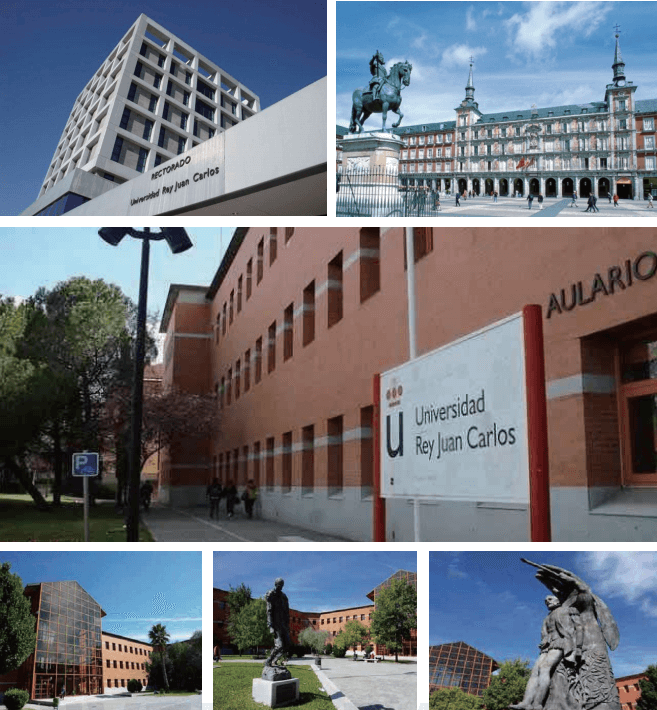 RECTORADO
Universidad Rey Juan Carlos
AULARIO
P
ü
Universidad
Rey Juan Carlos